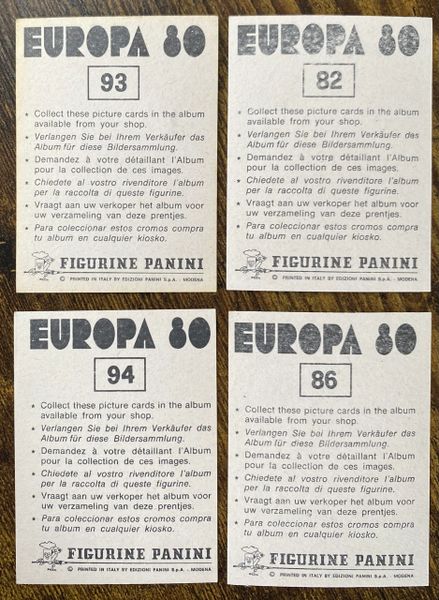 EUROPA 80
93
* Collect these picture cards in the album
available from your shop.
* Verlangen Sie bei Ihrem Verkäufer das
Album für diese Bildersammlung.
* Demandez à votre détaillant l'Album
pour la collection de ces images.
* Chiedete al vostro rivenditore l'album
per la raccolta di queste figurine.
* Vraagt aan uw verkoper het album voor
uw verzameling van deze prentjes.
* Para coleccionar estos cromos compra
tu album en cualquier kiosko.
FIGURINE PANINI
© PRINTED IN ITALY BY EDIZIONI PANINI S.p.A. - MODENA
EUROPA 80
82
* Collect these picture cards in the album
available from your shop.
* Verlangen Sie bei Ihrem Verkäufer das
Album für diese Bildersammlung.
* Demandez à votre détaillant l'Album
pour la collection de ces images.
* Chiedete al vostro rivenditore l'album
per la raccolta di queste figurine.
* Vraagt aan uw verkoper het album voor
uw verzameling van deze prentjes.
* Para coleccionar estos cromos compra
tu album en cualquier kiosko.
FIGURINE PANINI
© PRINTED IN ITALY BY EDIZIONI PANINI S.p.A. - MODENA
EUROPA 80
94
* Collect these picture cards in the album
available from your shop.
* Verlangen Sie bei Ihrem Verkäufer das
Album für diese Bildersammlung.
* Demandez à votre détaillant l'Album
pour la collection de ces images.
* Chiedete al vostro rivenditore l'album
per la raccolta di queste figurine.
* Vraagt aan uw verkoper het album voor
uw verzameling van deze prentjes.
* Para coleccionar estos cromos compra
tu album en cualquier kiosko.
FIGURINE PANINI
© PRINTED IN ITALY BY EDIZIONI PANINI S.p.A. - MODENA
EUROPA 80
86
* Collect these picture cards in the album
available from your shop.
* Verlangen Sie bei Ihrem Verkäufer das
Album für diese Bildersammlung.
* Demandez à votre détaillant l'Album
pour la collection de ces images.
* Chiedete al vostro rivenditore l'album
per la raccolta di queste figurine.
* Vraagt aan uw verkoper het album voor
uw verzameling van deze prentjes.
* Para coleccionar estos cromos compra
tu album en cualquier kiosko.
FIGURINE PANINI
© PRINTED IN ITALY BY EDIZIONI PANINI S.p.A. - MODENA